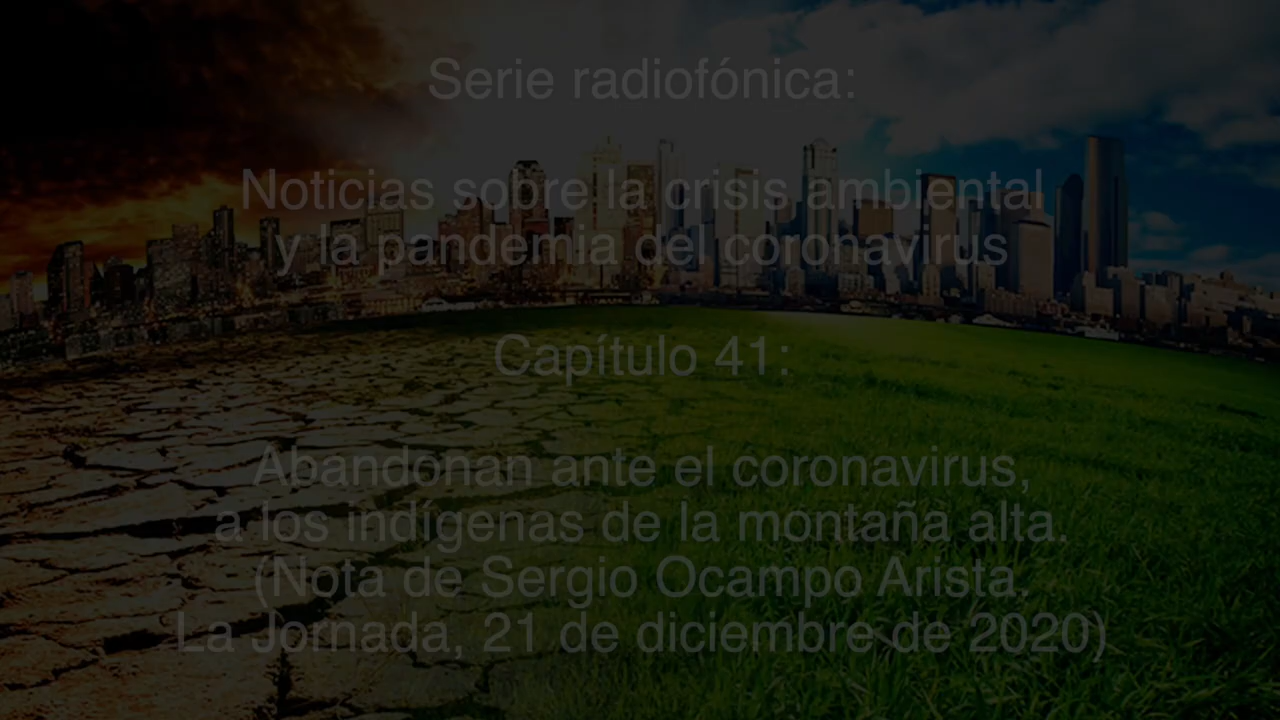 Serie radiofónica:
Noticias sobre la crisis ambiental
y la pandemia del coronavirus
Capítulo 41:
Abandonan ante el coronavirus,
a los indígenas de la montaña alta.
(Nota de Sergio Ocampo Arista.
La Jornada, 21 de diciembre de 2020)